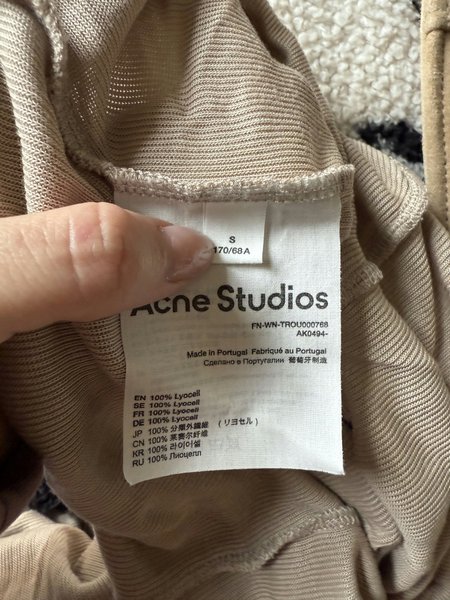 S
170/68A
Acne Studios
FN-WN-TROU000768
AK0494-
Made in Portugal Fabriqué au Portugal
Сделано в Португалии 葡萄牙制造
EN 100% Lyocell
SE 100% Lyocell
FR 100% Lyocell
DE 100% Lyocell
JP 100% 分類外繊維 (リヨセル)
CN 100% 莱赛尔纤维
KR 100% 라이어셀
RU 100% Лиоцелл